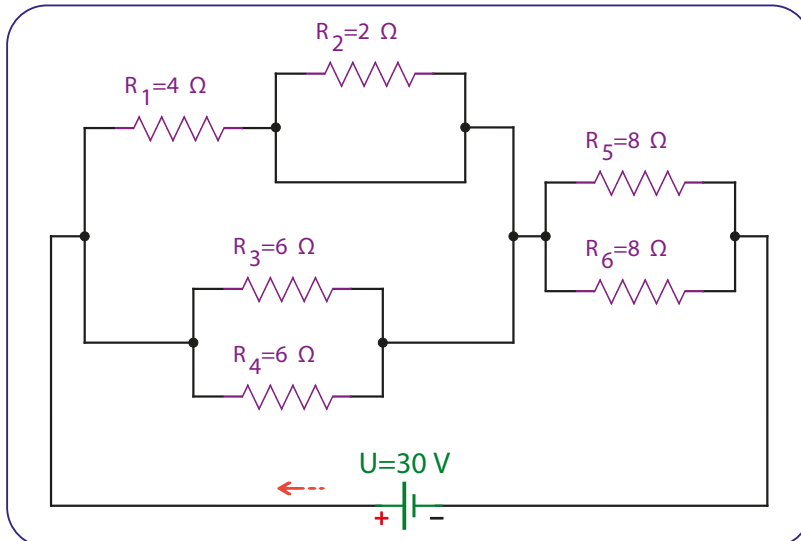 R₂=2 Ω
R₁=4 Ω
R₅=8 Ω
R₃=6 Ω
R₆=8 Ω
R₄=6 Ω
U=30 V
+ −